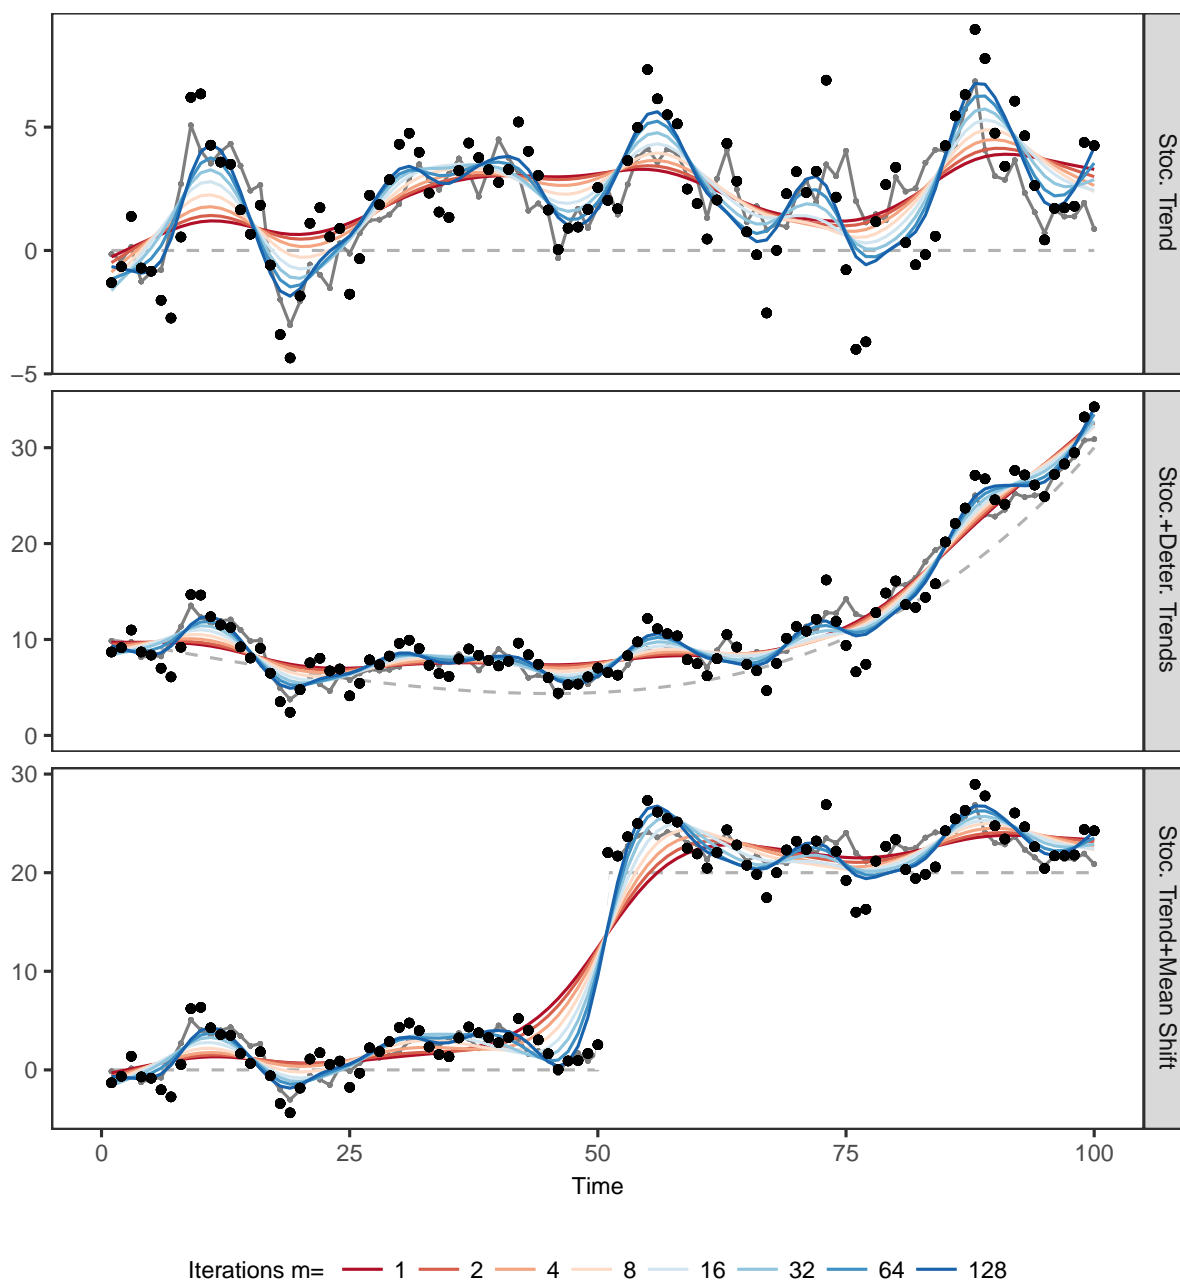 5
0
−5
Stoc. Trend
30
20
10
0
Stoc.+Deter. Trends
30
20
10
0
Stoc. Trend+Mean Shift
0 25 50 75 100
Time
Iterations m= 1 2 4 8 16 32 64 128